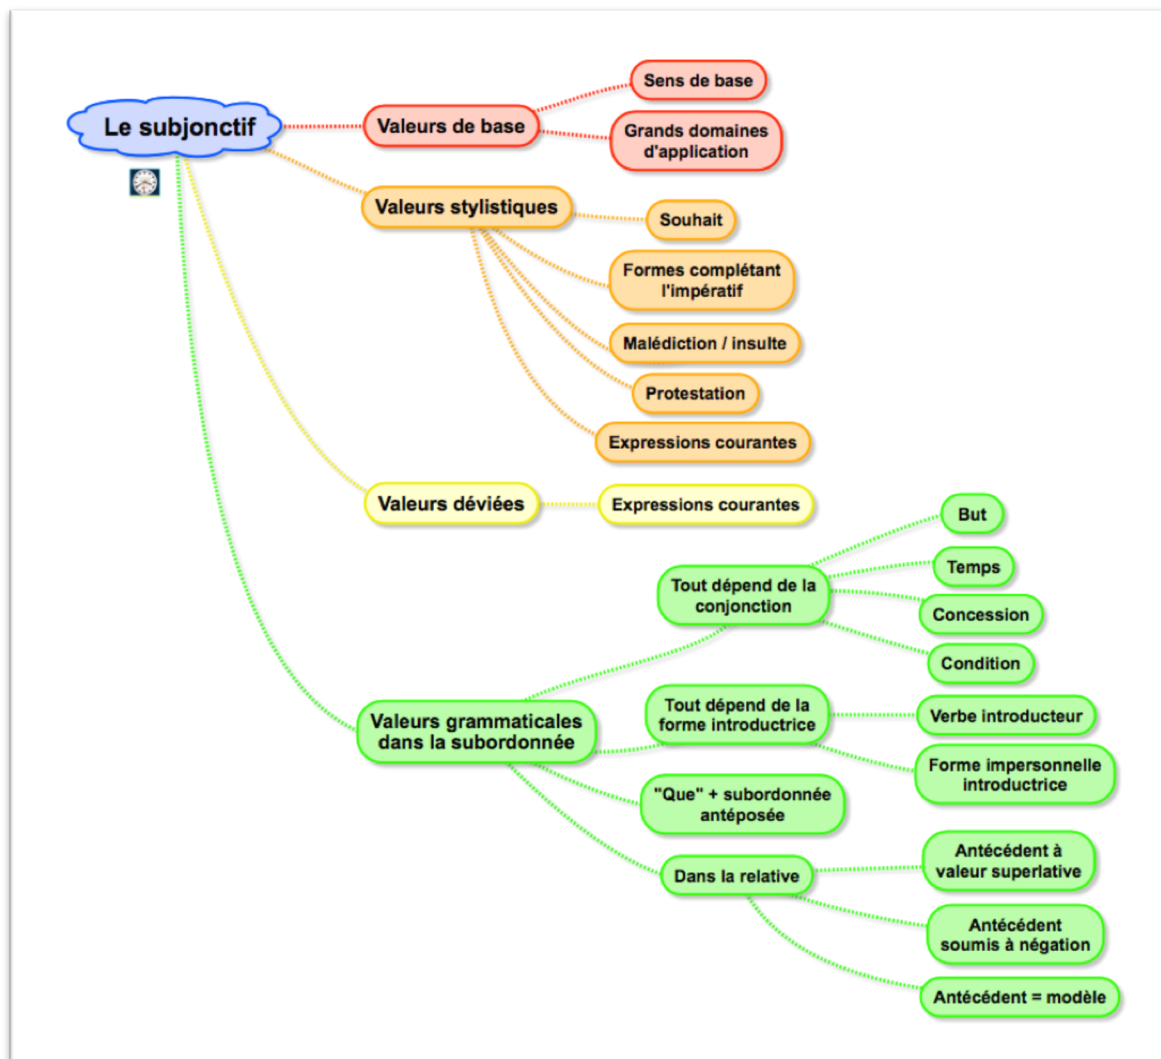 Le subjonctif
Valeurs de base
Sens de base
Grands domaines
d'application
Valeurs stylistiques
Souhait
Formes complétant
l'impératif
Malédiction / insulte
Protestation
Expressions courantes
Valeurs déviées
Expressions courantes
Valeurs grammaticales
dans la subordonnée
Tout dépend de la
conjonction
But
Temps
Concession
Condition
Tout dépend de la
forme introductrice
Verbe introducteur
Forme impersonnelle
introductrice
"Que" + subordonnée
antéposée
Dans la relative
Antécédent à
valeur superlative
Antécédent
soumis à négation
Antécédent = modèle